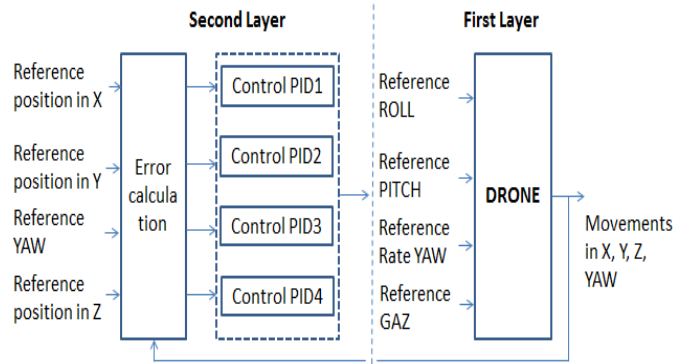 Second Layer
First Layer
Reference
position in X
Reference
position in Y
Reference
YAW
Reference
position in Z
Error
calcula
tion
Control PID1
Control PID2
Control PID3
Control PID4
Reference
ROLL
Reference
PITCH
Reference
Rate YAW
Reference
GAZ
DRONE
Movements
in X, Y, Z,
YAW